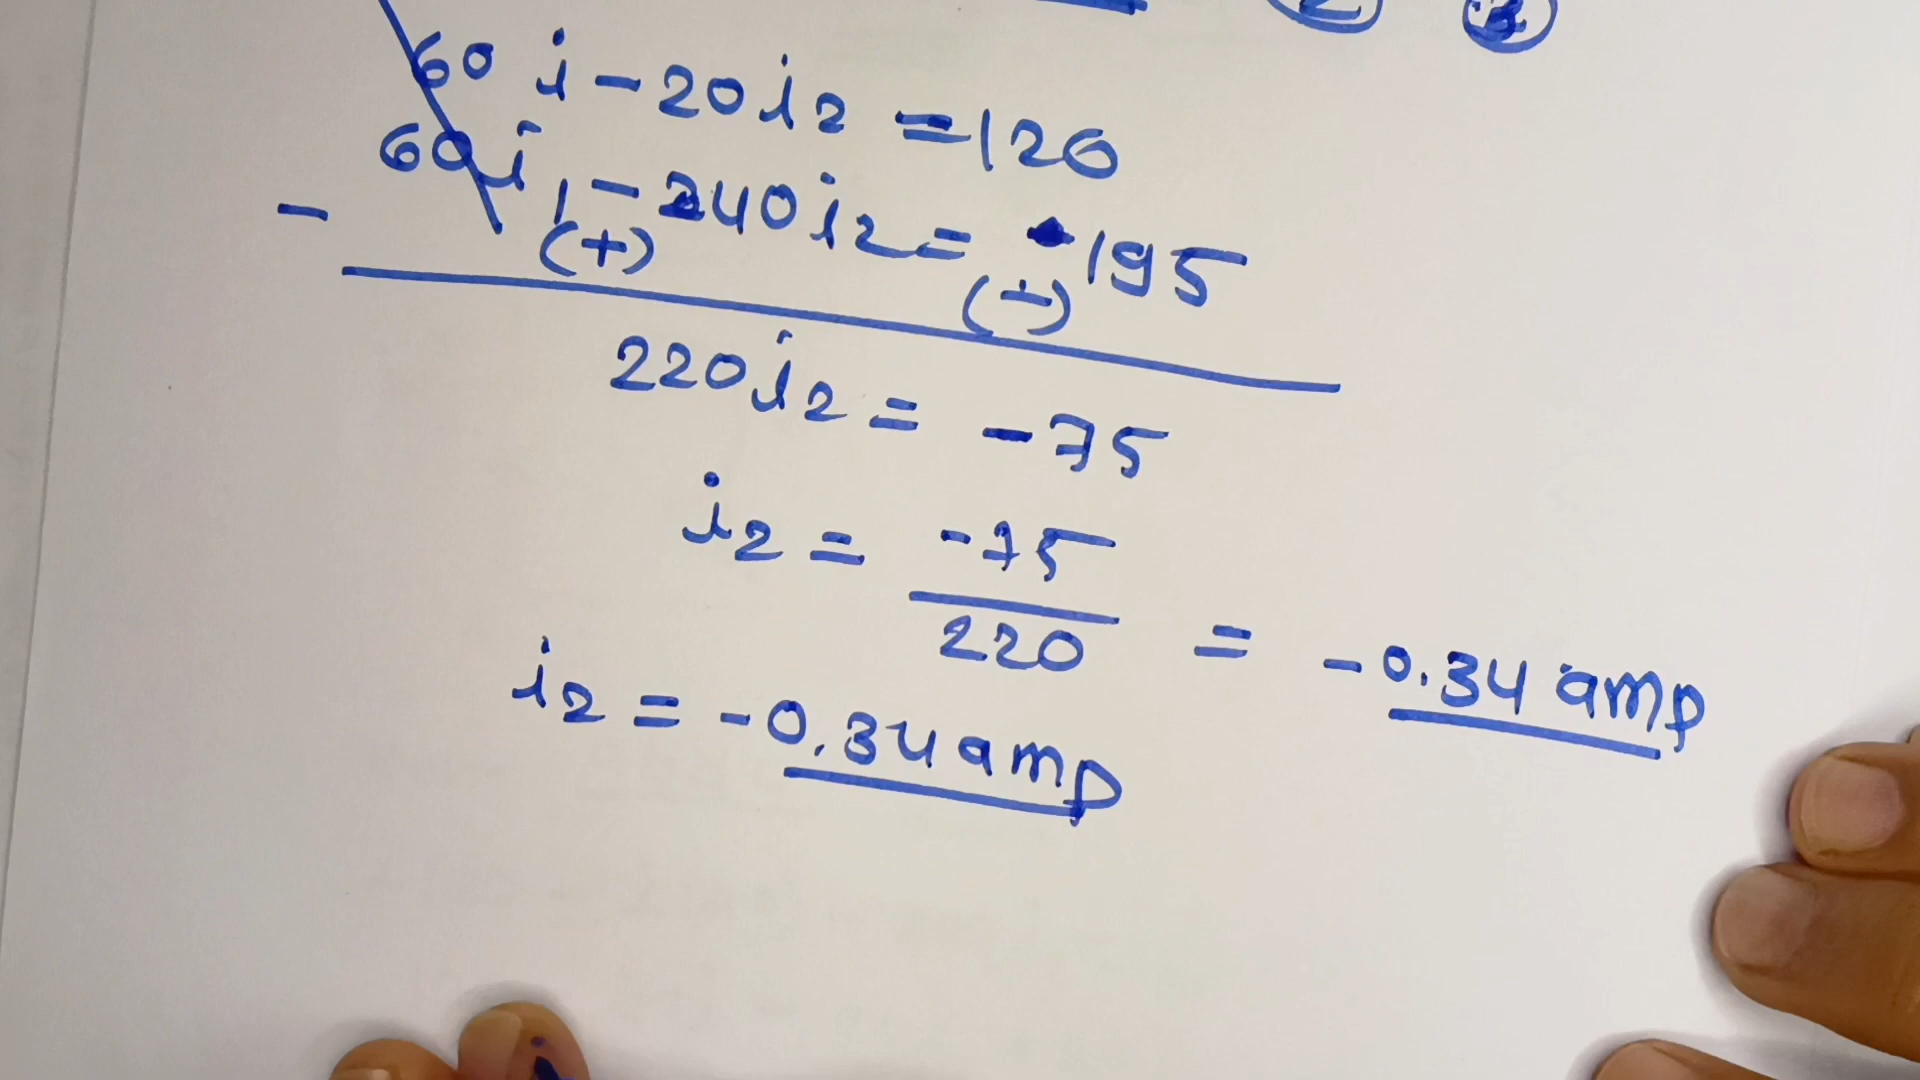 60 i - 20 i2 = 120
- 60 i1 - 240 i2 = 195
(+) (-)
220 i2 = -75
i2 = -75/220 = -0.34 amp
i2 = -0.34 amp